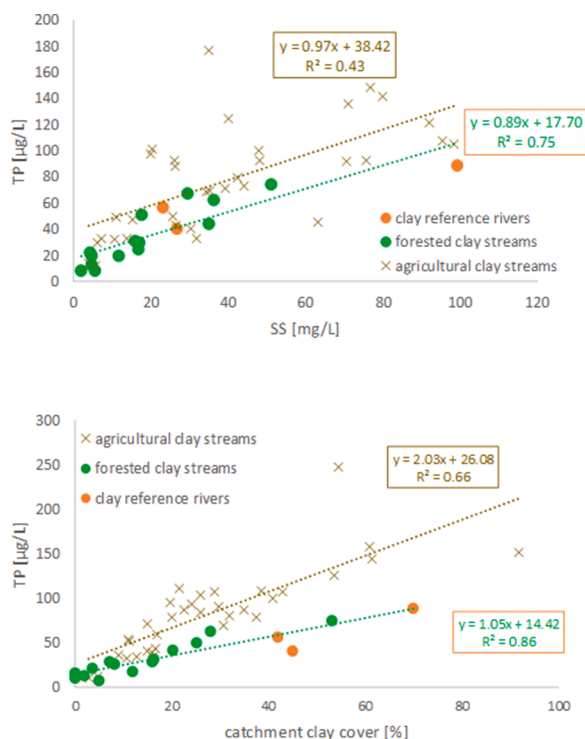 200
180
160
140
120
100
80
60
40
20
0
TP [µg/L]
y = 0.97x + 38.42
R² = 0.43
y = 0.89x + 17.70
R² = 0.75
clay reference rivers
forested clay streams
agricultural clay streams
0 20 40 60 80 100 120
SS [mg/L]
300
250
200
150
100
50
0
TP [µg/L]
agricultural clay streams
forested clay streams
clay reference rivers
y = 2.03x + 26.08
R² = 0.66
y = 1.05x + 14.42
R² = 0.86
0 20 40 60 80 100
catchment clay cover [%]